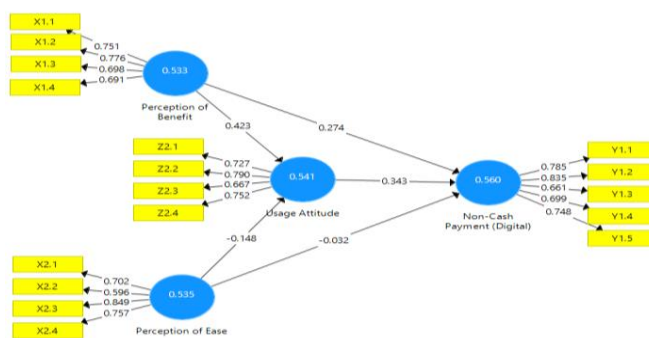 X1.1
X1.2
X1.3
X1.4
0.751
0.776
0.698
0.691
0.533
Perception of
Benefit
0.423
0.274
Z2.1
Z2.2
Z2.3
Z2.4
0.727
0.790
0.667
0.752
0.541
Usage Attitude
0.343
0.560
Non-Cash
Payment (Digital)
0.785
0.835
0.661
0.699
0.748
Y1.1
Y1.2
Y1.3
Y1.4
Y1.5
-0.148
-0.032
X2.1
X2.2
X2.3
X2.4
0.702
0.596
0.849
0.757
0.535
Perception of Ease